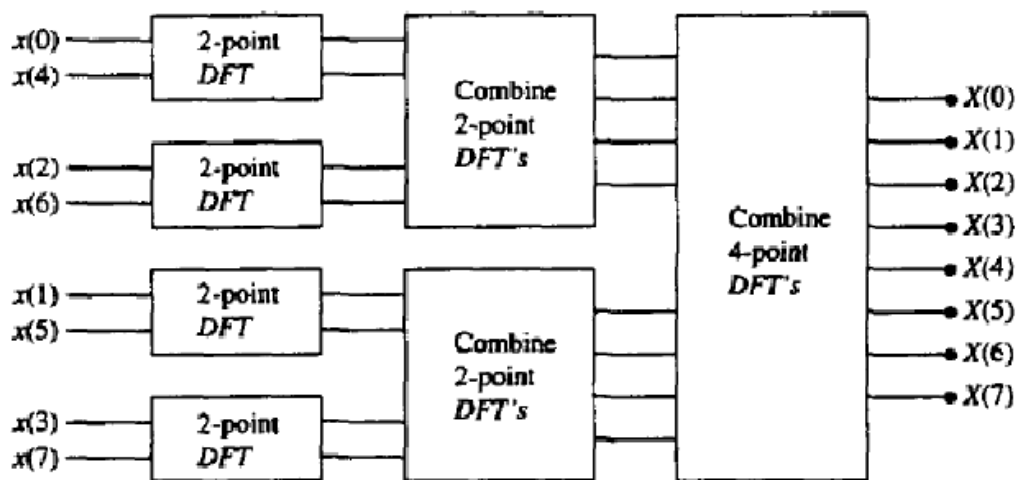 x(0)
x(4)
2-point
DFT
x(2)
x(6)
2-point
DFT
Combine
2-point
DFT's
x(1)
x(5)
2-point
DFT
x(3)
x(7)
2-point
DFT
Combine
2-point
DFT's
Combine
4-point
DFT's
X(0)
X(1)
X(2)
X(3)
X(4)
X(5)
X(6)
X(7)